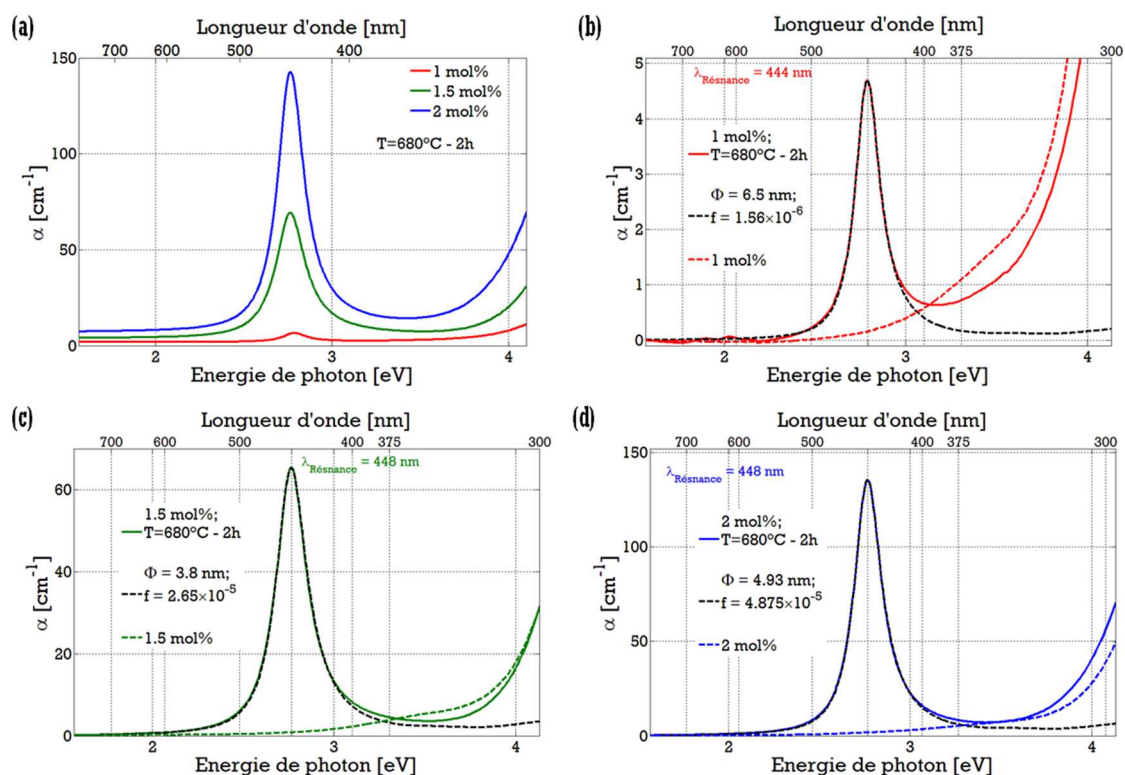 (a)
Longueur d'onde [nm]
700 600 500 400
150
100
50
0
α [cm⁻¹]
1 mol%
1.5 mol%
2 mol%
T=680ºC - 2h
2 3 4
Energie de photon [eV]
(b)
Longueur d'onde [nm]
700 600 500 400 375 300
5
4
3
2
1
0
α [cm⁻¹]
λRésnance = 444 nm
1 mol%;
T=680ºC - 2h
Φ = 6.5 nm;
f = 1.56×10⁻⁶
1 mol%
2 3 4
Energie de photon [eV]
(c)
Longueur d'onde [nm]
700 600 500 400 375 300
60
40
20
0
α [cm⁻¹]
λRésnance = 448 nm
1.5 mol%;
T=680ºC - 2h
Φ = 3.8 nm;
f = 2.65×10⁻⁵
1.5 mol%
2 3 4
Energie de photon [eV]
(d)
Longueur d'onde [nm]
700 600 500 400 375 300
150
100
50
0
α [cm⁻¹]
λRésnance = 448 nm
2 mol%;
T=680ºC - 2h
Φ = 4.93 nm;
f = 4.875×10⁻⁵
2 mol%
2 3 4
Energie de photon [eV]